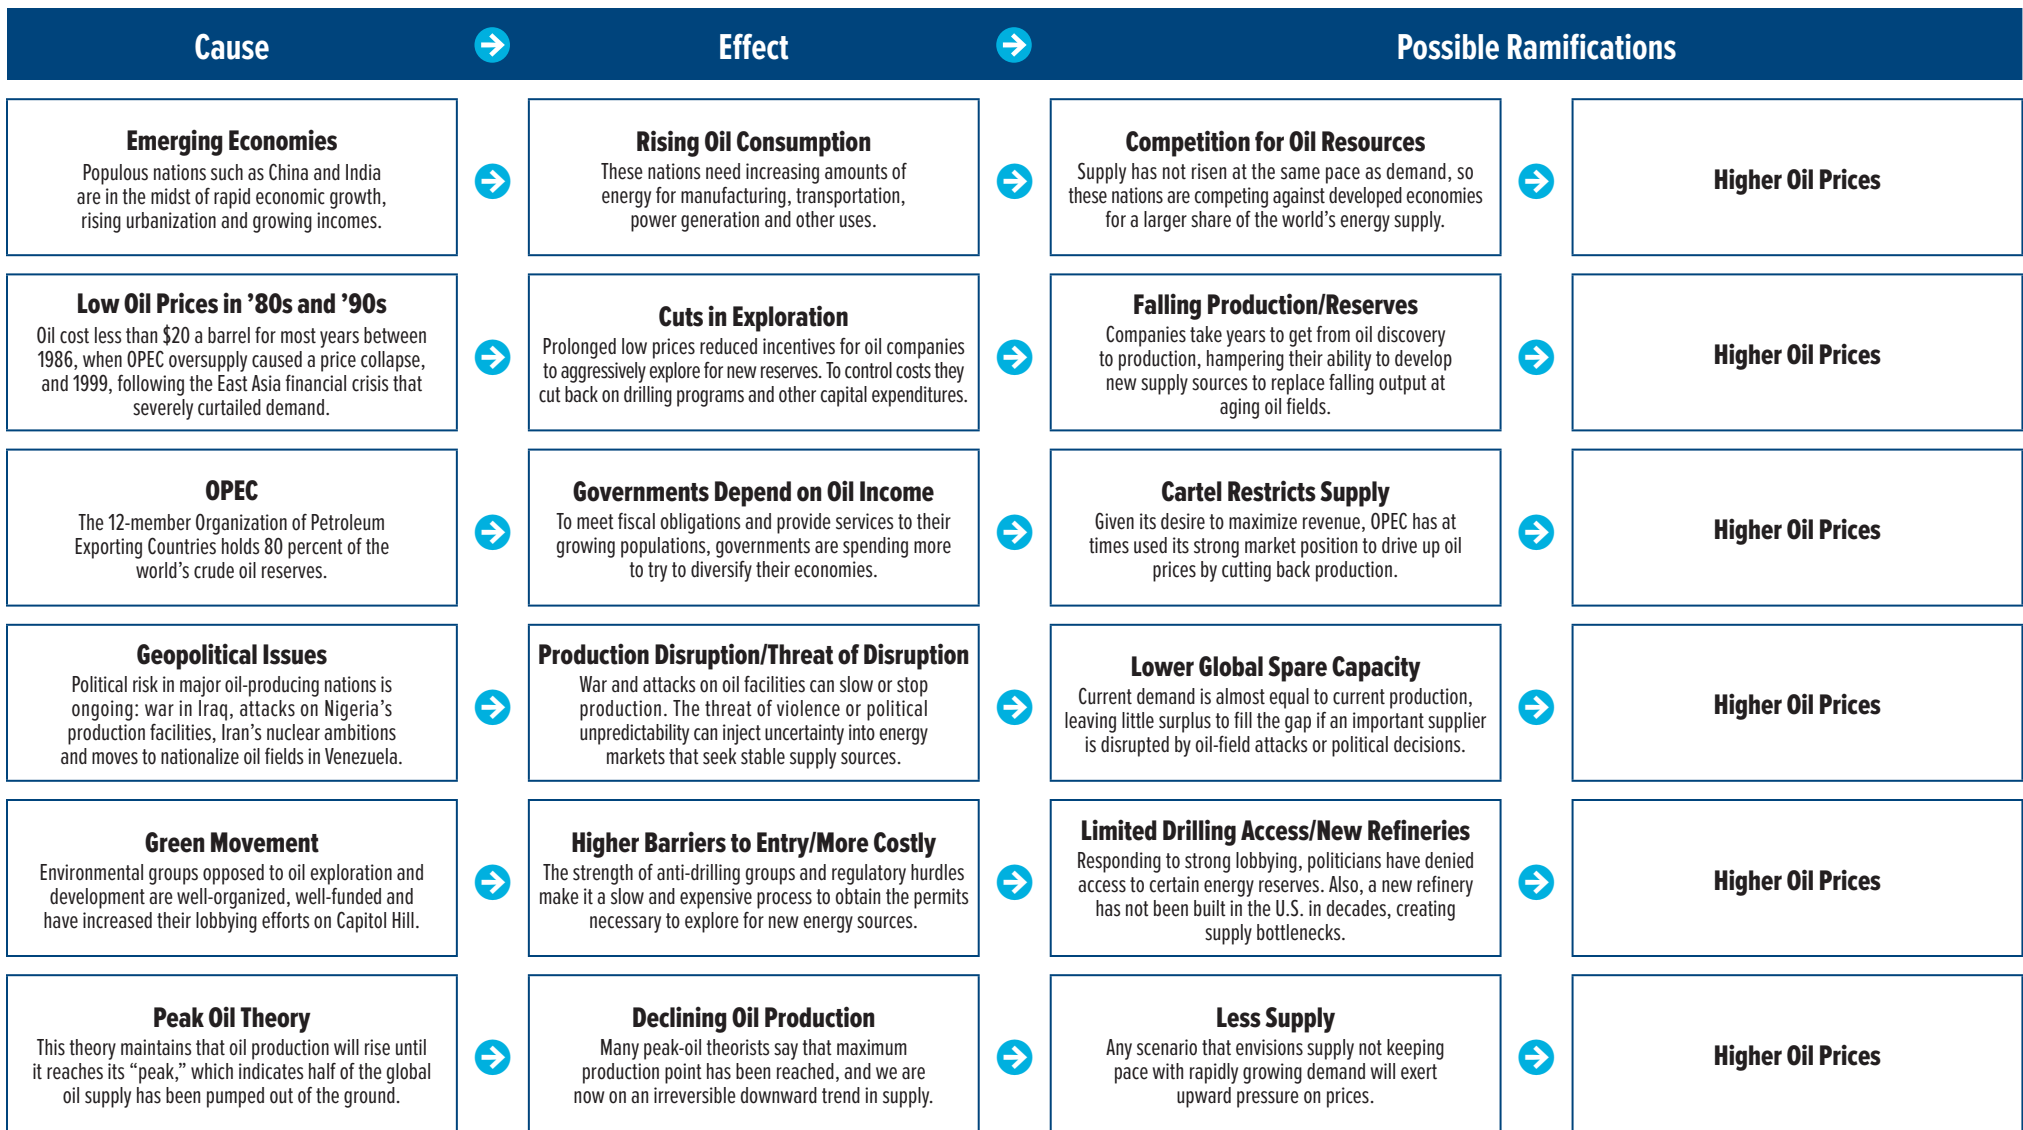 Cause
Effect
Possible Ramifications
Emerging Economies
Populous nations such as China and India
are in the midst of rapid economic growth,
rising urbanization and growing incomes.
Rising Oil Consumption
These nations need increasing amounts of
energy for manufacturing, transportation,
power generation and other uses.
Competition for Oil Resources
Supply has not risen at the same pace as demand, so
these nations are competing against developed economies
for a larger share of the world’s energy supply.
Higher Oil Prices
Low Oil Prices in ’80s and ’90s
Oil cost less than $20 a barrel for most years between
1986, when OPEC oversupply caused a price collapse,
and 1999, following the East Asia financial crisis that
severely curtailed demand.
Cuts in Exploration
Prolonged low prices reduced incentives for oil companies
to aggressively explore for new reserves. To control costs they
cut back on drilling programs and other capital expenditures.
Falling Production/Reserves
Companies take years to get from oil discovery
to production, hampering their ability to develop
new supply sources to replace falling output at
aging oil fields.
Higher Oil Prices
OPEC
The 12-member Organization of Petroleum
Exporting Countries holds 80 percent of the
world’s crude oil reserves.
Governments Depend on Oil Income
To meet fiscal obligations and provide services to their
growing populations, governments are spending more
to try to diversify their economies.
Cartel Restricts Supply
Given its desire to maximize revenue, OPEC has at
times used its strong market position to drive up oil
prices by cutting back production.
Higher Oil Prices
Geopolitical Issues
Political risk in major oil-producing nations is
ongoing: war in Iraq, attacks on Nigeria’s
production facilities, Iran’s nuclear ambitions
and moves to nationalize oil fields in Venezuela.
Production Disruption/Threat of Disruption
War and attacks on oil facilities can slow or stop
production. The threat of violence or political
unpredictability can inject uncertainty into energy
markets that seek stable supply sources.
Lower Global Spare Capacity
Current demand is almost equal to current production,
leaving little surplus to fill the gap if an important supplier
is disrupted by oil-field attacks or political decisions.
Higher Oil Prices
Green Movement
Environmental groups opposed to oil exploration and
development are well-organized, well-funded and
have increased their lobbying efforts on Capitol Hill.
Higher Barriers to Entry/More Costly
The strength of anti-drilling groups and regulatory hurdles
make it a slow and expensive process to obtain the permits
necessary to explore for new energy sources.
Limited Drilling Access/New Refineries
Responding to strong lobbying, politicians have denied
access to certain energy reserves. Also, a new refinery
has not been built in the U.S. in decades, creating
supply bottlenecks.
Higher Oil Prices
Peak Oil Theory
This theory maintains that oil production will rise until
it reaches its “peak,” which indicates half of the global
oil supply has been pumped out of the ground.
Declining Oil Production
Many peak-oil theorists say that maximum
production point has been reached, and we are
now on an irreversible downward trend in supply.
Less Supply
Any scenario that envisions supply not keeping
pace with rapidly growing demand will exert
upward pressure on prices.
Higher Oil Prices